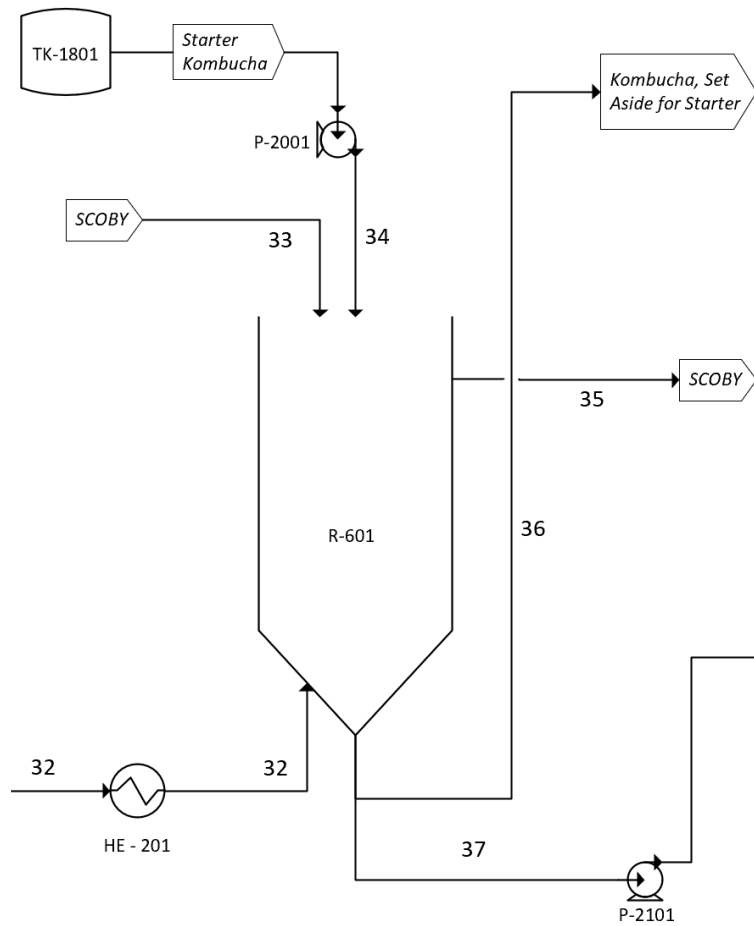 TK-1801
Starter
Kombucha
Kombucha, Set
Aside for Starter
P-2001
SCOBY
33
34
SCOBY
35
R-601
36
32
32
HE - 201
37
P-2101